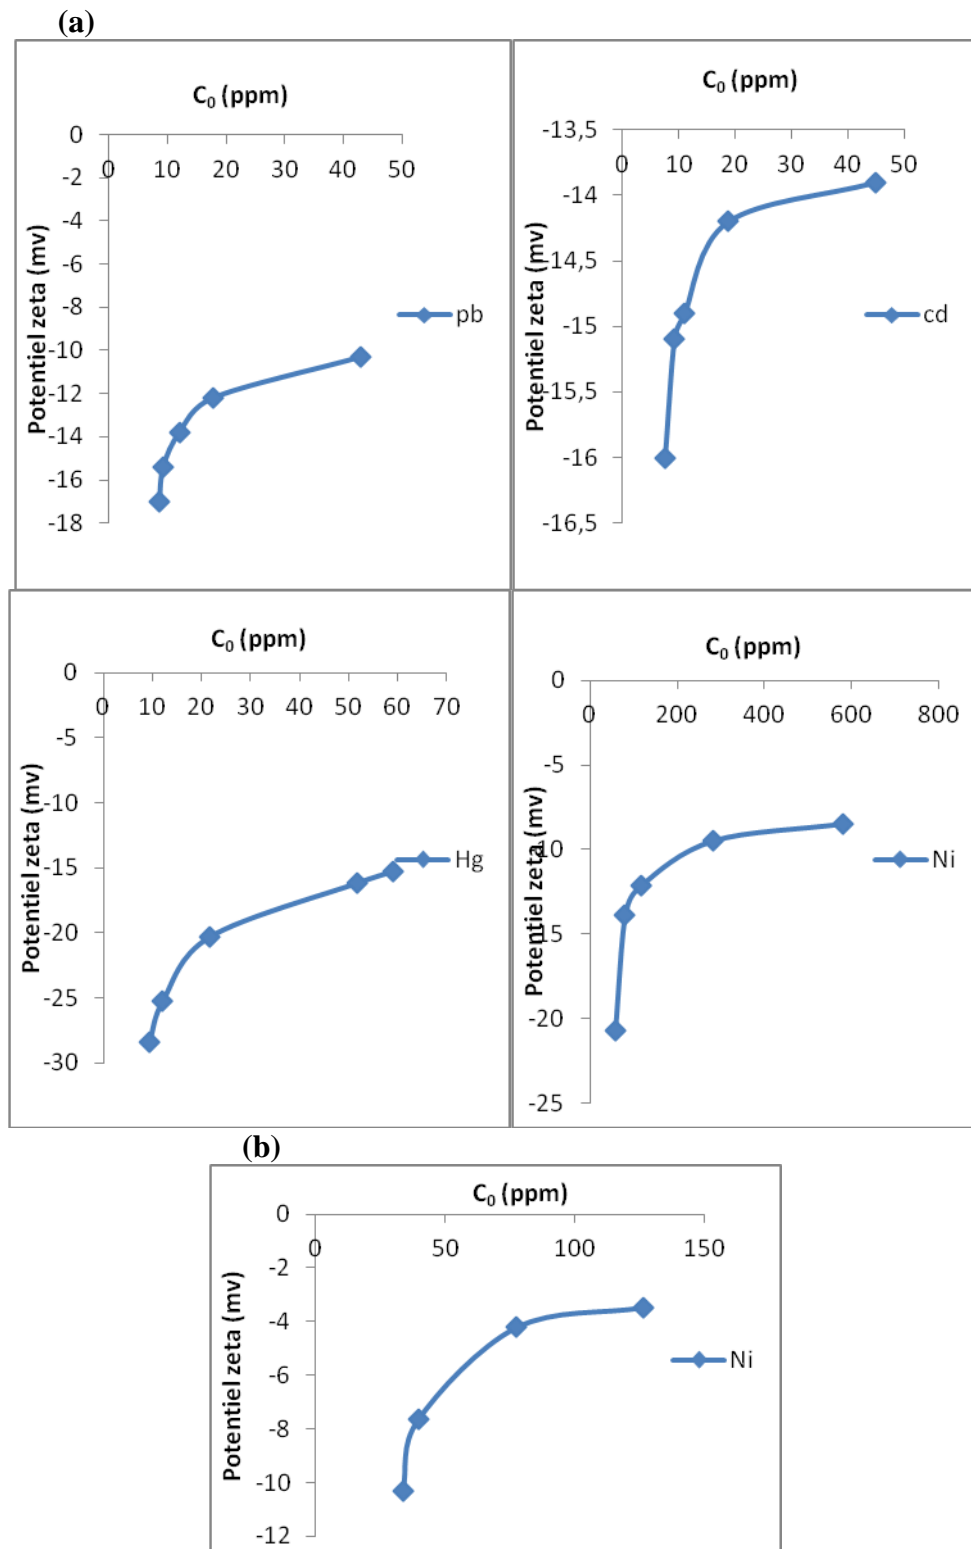 (a)
C₀ (ppm)
0
0 10 20 30 40 50
-2
-4
-6
-8
-10
-12
-14
-16
-18
Potentiel zeta (mv)
pb
C₀ (ppm)
-13,5
0 10 20 30 40 50
-14
-14,5
-15
-15,5
-16
-16,5
Potentiel zeta (mv)
cd
C₀ (ppm)
0
0 10 20 30 40 50 60 70
-5
-10
-15
-20
-25
-30
Potentiel zeta (mv)
Hg
C₀ (ppm)
0
0 200 400 600 800
-5
-10
-15
-20
-25
Potentiel zeta (mv)
Ni
(b)
C₀ (ppm)
0
0 50 100 150
-2
-4
-6
-8
-10
-12
Potentiel zeta (mv)
Ni